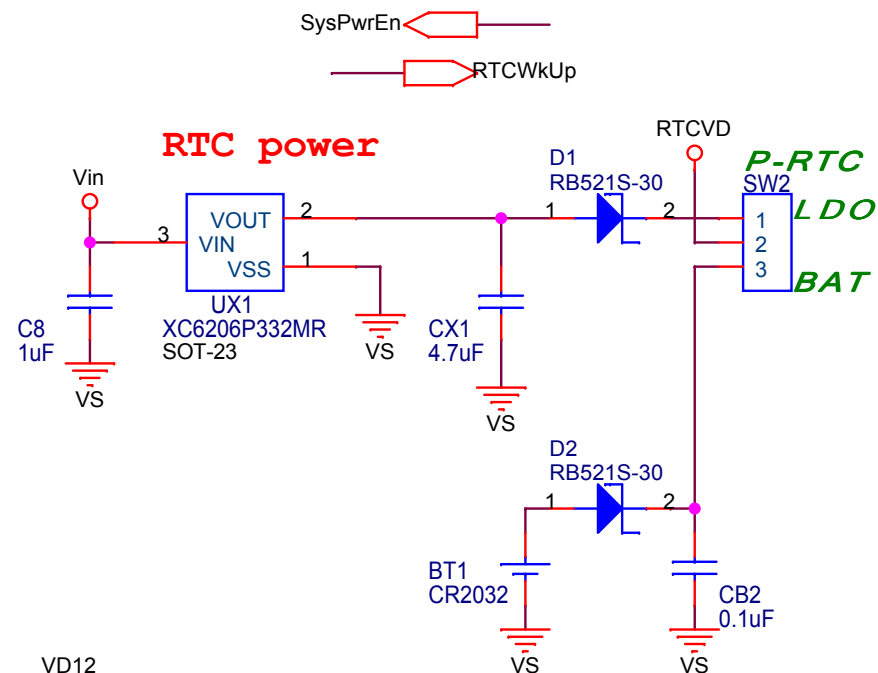 SysPwrEn
RTCWkUp
RTC power
RTCVD
Vin
D1
RB521S-30
P-RTC
SW2
LDO
3
VOUT
VIN
VSS
2
1
1
2
1
2
3
BAT
UX1
XC6206P332MR
SOT-23
C8
1uF
VS
VS
CX1
4.7uF
VS
D2
RB521S-30
1
2
BT1
CR2032
CB2
0.1uF
VS
VS
VD12